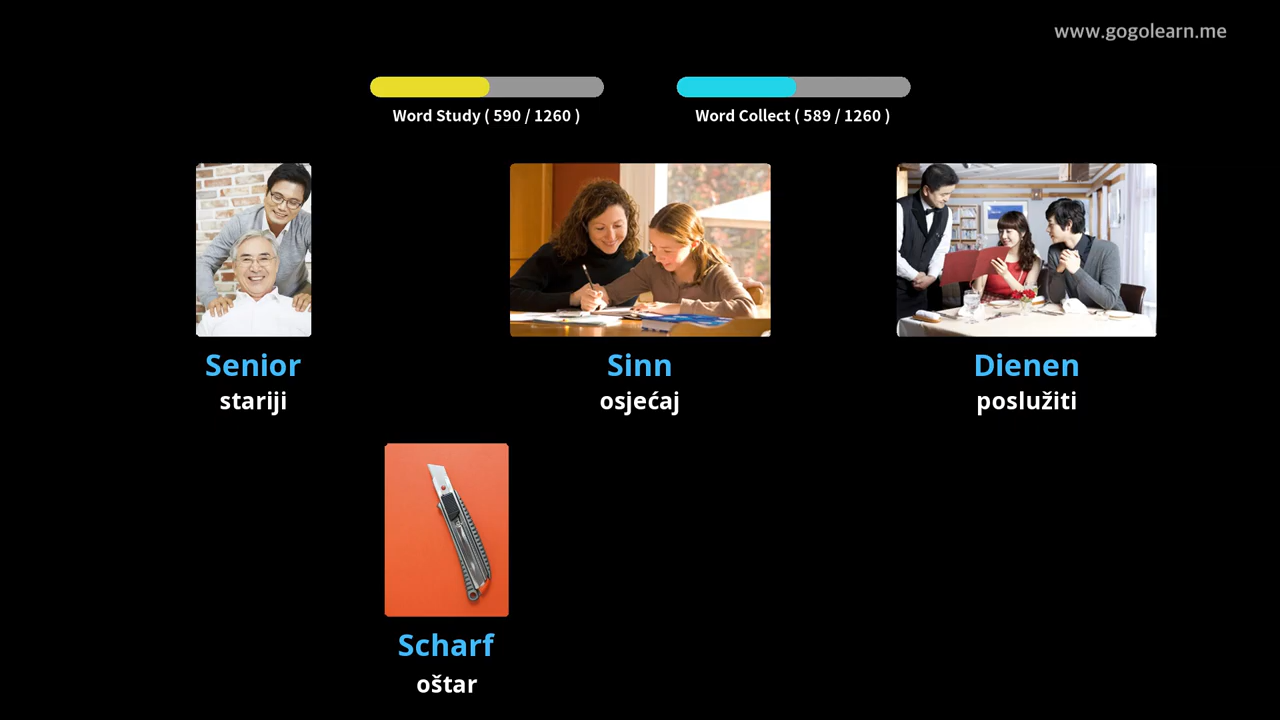 www.gogolearn.me
Word Study ( 590 / 1260 )
Word Collect ( 589 / 1260 )
Senior
stariji
Sinn
osjećaj
Dienen
poslužiti
Scharf
oštar